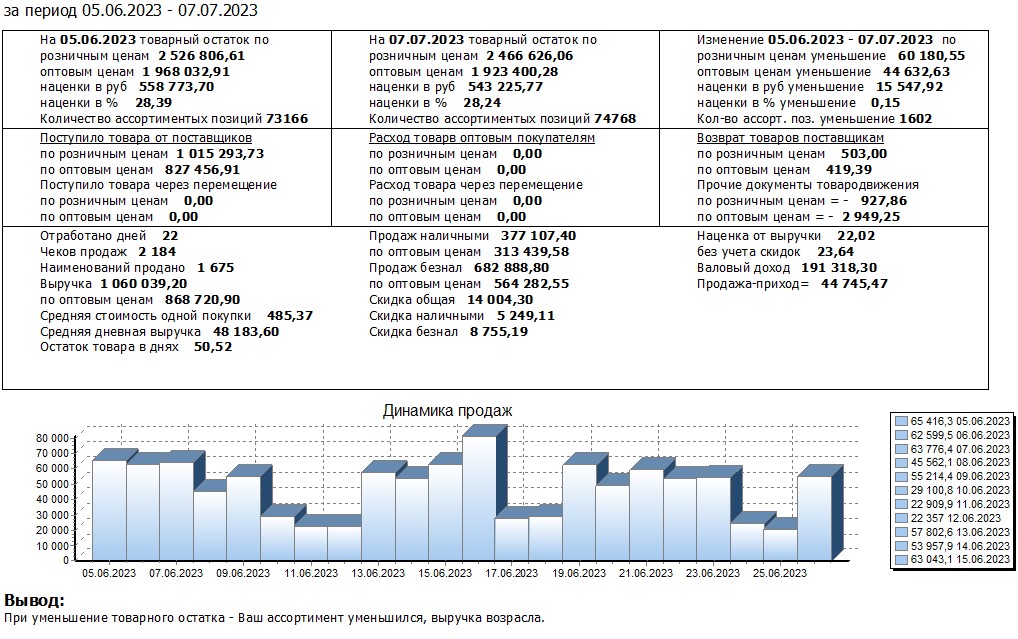 за период 05.06.2023 - 07.07.2023
На 05.06.2023 товарный остаток по
розничным ценам 2 526 806,61
оптовым ценам 1 968 032,91
наценки в руб 558 773,70
наценки в % 28,39
Количество ассортиментых позиций 73166
На 07.07.2023 товарный остаток по
розничным ценам 2 466 626,06
оптовым ценам 1 923 400,28
наценки в руб 543 225,77
наценки в % 28,24
Количество ассортиментых позиций 74768
Изменение 05.06.2023 - 07.07.2023 по
розничным ценам уменьшение 60 180,55
оптовым ценам уменьшение 44 632,63
наценки в руб уменьшение 15 547,92
наценки в % уменьшение 0,15
Кол-во ассорт. поз. уменьшение 1602
Поступило товара от поставщиков
по розничным ценам 1 015 293,73
по оптовым ценам 827 456,91
Поступило товара через перемещение
по розничным ценам 0,00
по оптовым ценам 0,00
Расход товарв оптовым покупателям
по розничным ценам 0,00
по оптовым ценам 0,00
Расход товара через перемещение
по розничным ценам 0,00
по оптовым ценам 0,00
Возврат товаров поставщикам
по розничным ценам 503,00
по оптовым ценам 419,39
Прочие документы товародвижения
по розничным ценам = - 927,86
по оптовым ценам = - 2 949,25
Отработано дней 22
Чеков продаж 2 184
Наименований продано 1 675
Выручка 1 060 039,20
по оптовым ценам 868 720,90
Средняя стоимость одной покупки 485,37
Средняя дневная выручка 48 183,60
Остаток товара в днях 50,52
Продаж наличными 377 107,40
по оптовым ценам 313 439,58
Продаж безнал 682 888,80
по оптовым ценам 564 282,55
Скидка общая 14 004,30
Скидка наличными 5 249,11
Скидка безнал 8 755,19
Наценка от выручки 22,02
без учета скидок 23,64
Валовый доход 191 318,30
Продажа-приход= 44 745,47
Динамика продаж
80 000
70 000
60 000
50 000
40 000
30 000
20 000
10 000
0
05.06.2023 07.06.2023 09.06.2023 11.06.2023 13.06.2023 15.06.2023 17.06.2023 19.06.2023 21.06.2023 23.06.2023 25.06.2023
65 416,3 05.06.2023
62 599,5 06.06.2023
63 776,4 07.06.2023
45 562,1 08.06.2023
55 214,4 09.06.2023
29 100,8 10.06.2023
22 909,9 11.06.2023
22 357 12.06.2023
57 802,6 13.06.2023
53 957,9 14.06.2023
63 043,1 15.06.2023
Вывод:
При уменьшение товарного остатка - Ваш ассортимент уменьшился, выручка возрасла.